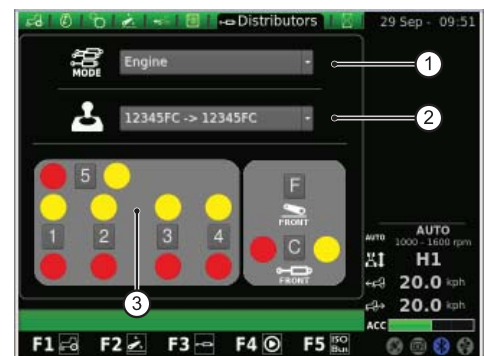 Distributors
29 Sep - 09:51
MODE
Engine
1
12345FC -> 12345FC
2
5
F
FRONT
1 2 3 4
C
FRONT
3
AUTO
AUTO
1000 - 1600 rpm
H1
20.0 kph
20.0 kph
ACC
F1 F2 F3 F4 F5 ISO Bus